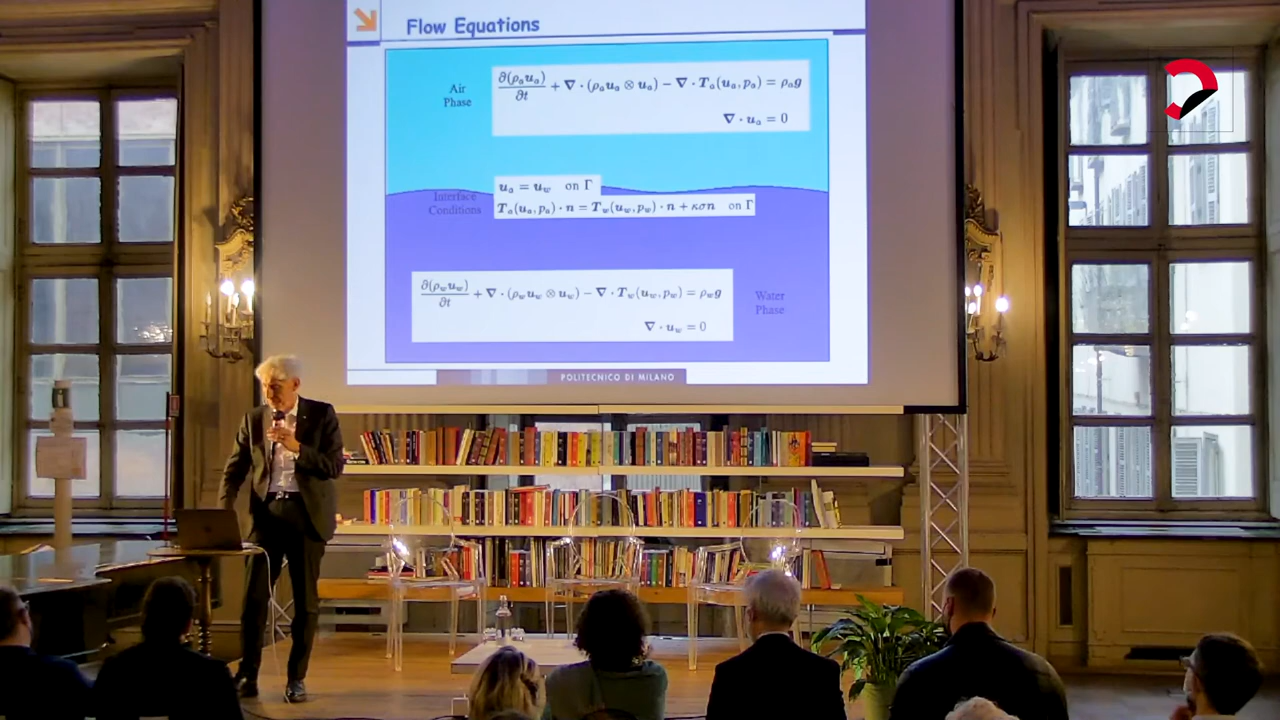 Flow Equations
Air
Phase
∂(ρₐuₐ)/∂t + ∇ · (ρₐuₐ ⊗ uₐ) − ∇ · Tₐ(uₐ, pₐ) = ρₐg
∇ · uₐ = 0
Interface
Conditions
uₐ = u_w on Γ
Tₐ(uₐ, pₐ) · n = T_w(u_w, p_w) · n + κσn on Γ
∂(ρ_w u_w)/∂t + ∇ · (ρ_w u_w ⊗ u_w) − ∇ · T_w(u_w, p_w) = ρ_w g
∇ · u_w = 0
Water
Phase
POLITECNICO DI MILANO